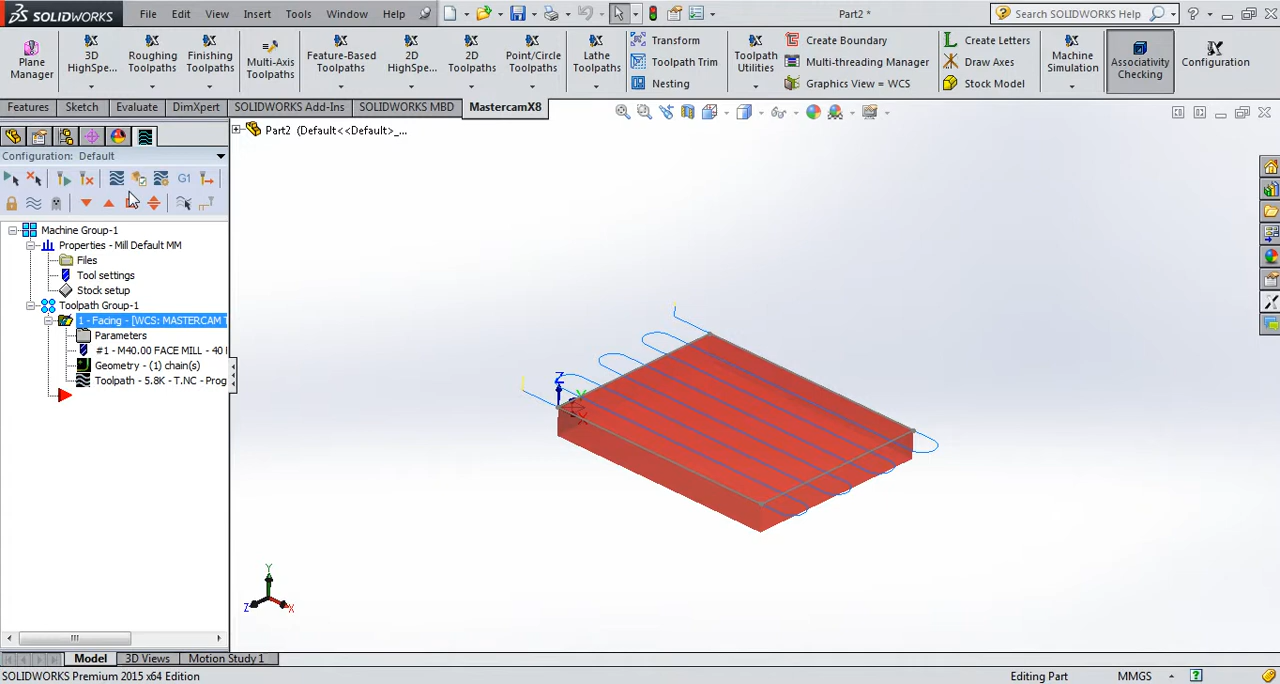 SOLIDWORKS File Edit View Insert Tools Window Help Part2 * Search SOLIDWORKS Help
Plane Manager
3D HighSpe...
Roughing Toolpaths
Finishing Toolpaths
Multi-Axis Toolpaths
Feature-Based Toolpaths
2D HighSpe...
2D Toolpaths
Point/Circle Toolpaths
Lathe Toolpaths
Transform
Toolpath Trim
Nesting
Toolpath Utilities
Create Boundary
Multi-threading Manager
Graphics View = WCS
Create Letters
Draw Axes
Stock Model
Machine Simulation
Associativity Checking
Configuration
Features Sketch Evaluate DimXpert SOLIDWORKS Add-Ins SOLIDWORKS MBD MastercamX8
Part2 (Default<<Default>_...
Configuration: Default
G1
Machine Group-1
Properties - Mill Default MM
Files
Tool settings
Stock setup
Toolpath Group-1
1 - Facing - [WCS: MASTERCAM T
Parameters
#1 - M40.00 FACE MILL - 40
Geometry - (1) chain(s)
Toolpath - 5.8K - T.NC - Prog
Z
Y
X
Y
Z
X
Model 3D Views Motion Study 1
SOLIDWORKS Premium 2015 x64 Edition Editing Part MMGS